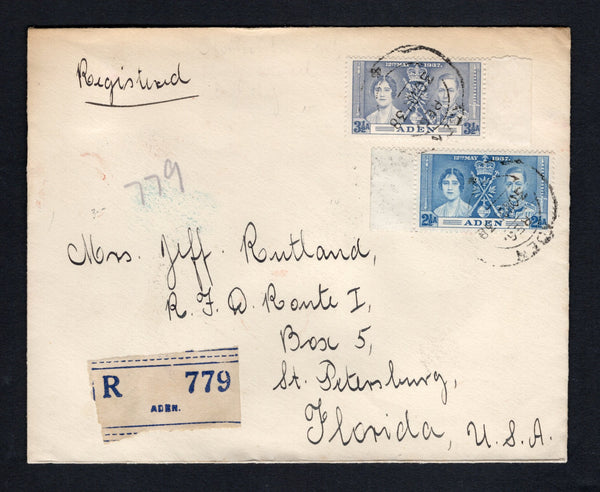 Registered
12TH MAY 1937.
3½A ADEN 3½A
12TH MAY 1937.
2½A ADEN 2½A
779
Mrs. Jeff Rutland,
R. F. D. Route I,
Box 5,
St. Petersburg,
Florida, U.S.A.
R 779
ADEN.